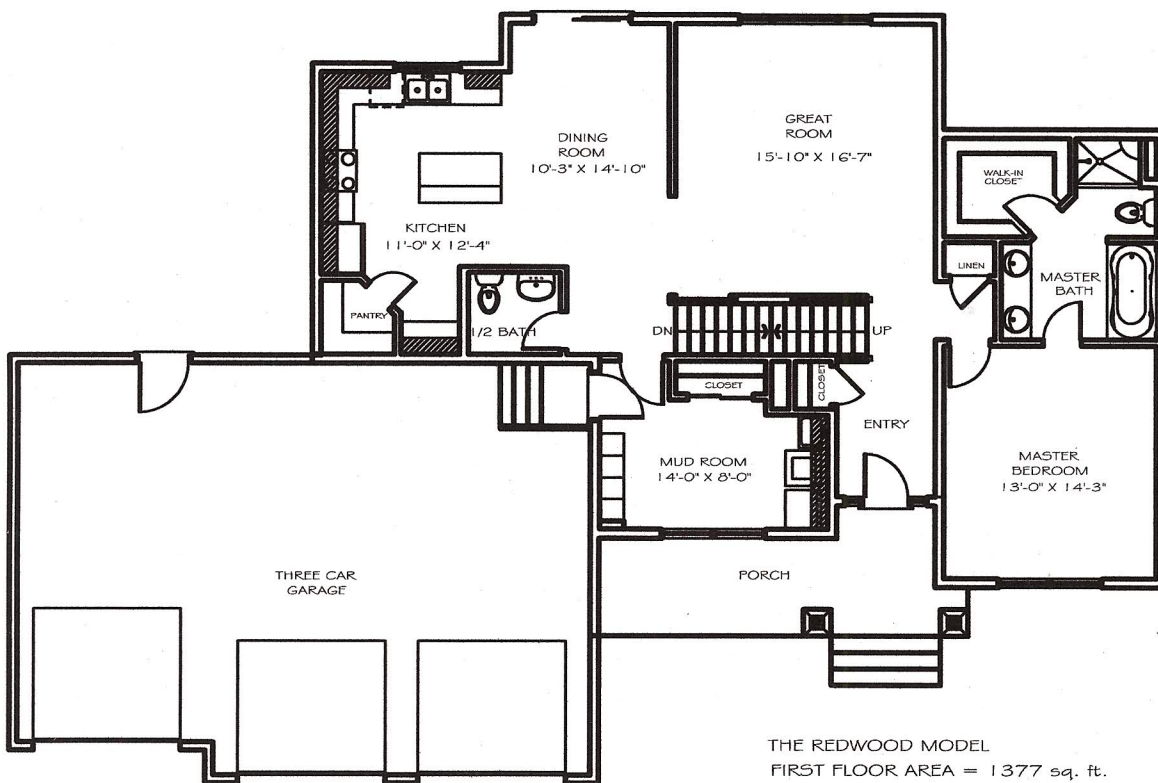 GREAT
ROOM
15'-10" X 16'-7"
DINING
ROOM
10'-3" X 14'-10"
WALK-IN
CLOSET
KITCHEN
11'-0" X 12'-4"
LINEN
MASTER
BATH
PANTRY
1/2 BATH
DN
UP
CLOSET
CLOSET
ENTRY
MUD ROOM
14'-0" X 8'-0"
MASTER
BEDROOM
13'-0" X 14'-3"
THREE CAR
GARAGE
PORCH
THE REDWOOD MODEL
FIRST FLOOR AREA = 1377 sq. ft.